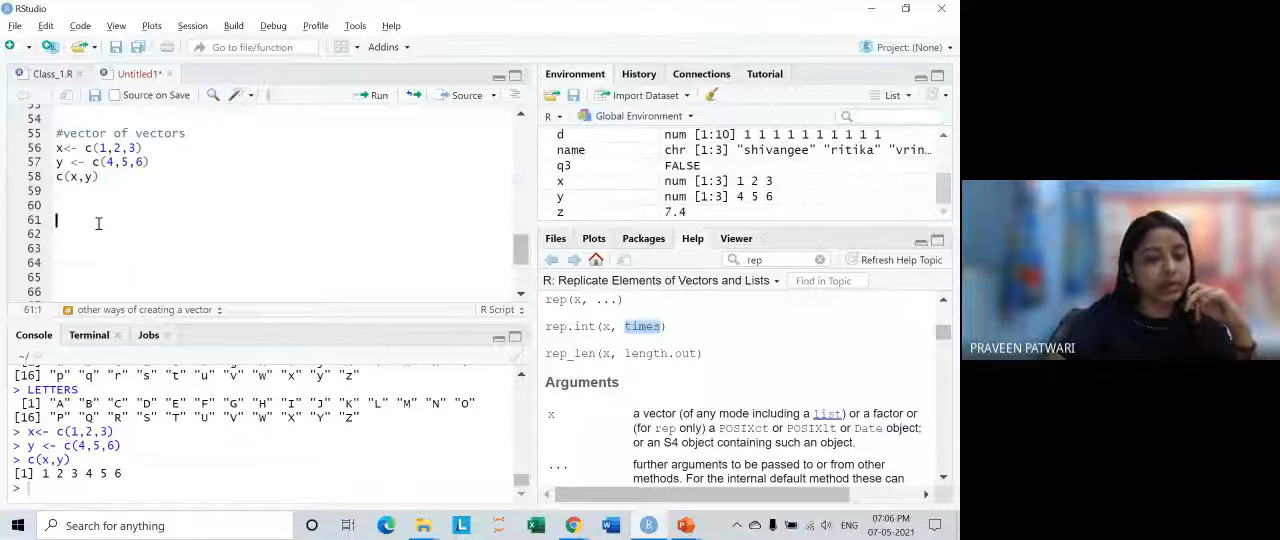 RStudio
File Edit Code View Plots Session Build Debug Profile Tools Help
Go to file/function
Addins
Project: (None)
Class_1.R
Untitled1*
Source on Save
Run
Source
54
55 #vector of vectors
56 x<- c(1,2,3)
57 y <- c(4,5,6)
58 c(x,y)
59
60
61
62
63
64
65
61:1
other ways of creating a vector
R Script
Console Terminal Jobs
~/
[16] "p" "q" "r" "s" "t" "u" "v" "w" "x" "y" "z"
> LETTERS
[1] "A" "B" "C" "D" "E" "F" "G" "H" "I" "J" "K" "L" "M" "N" "O"
[16] "P" "Q" "R" "S" "T" "U" "V" "W" "X" "Y" "Z"
> x<- c(1,2,3)
> y <- c(4,5,6)
> c(x,y)
[1] 1 2 3 4 5 6
>
Environment History Connections Tutorial
Import Dataset
List
R
Global Environment
d num [1:10] 1 1 1 1 1 1 1 1 1 1
name chr [1:3] "shivangee" "ritika" "vrin…
q3 FALSE
x num [1:3] 1 2 3
y num [1:3] 4 5 6
z 7.4
Files Plots Packages Help Viewer
rep
Refresh Help Topic
R: Replicate Elements of Vectors and Lists
Find in Topic
rep(x, ...)
rep.int(x, times)
rep_len(x, length.out)
Arguments
x a vector (of any mode including a list) or a factor or
(for rep only) a POSIXct or POSIXlt or Date object;
or an S4 object containing such an object.
... further arguments to be passed to or from other
methods. For the internal default method these can
PRAVEEN PATWARI
Search for anything
ENG
07:06 PM
07-05-2021